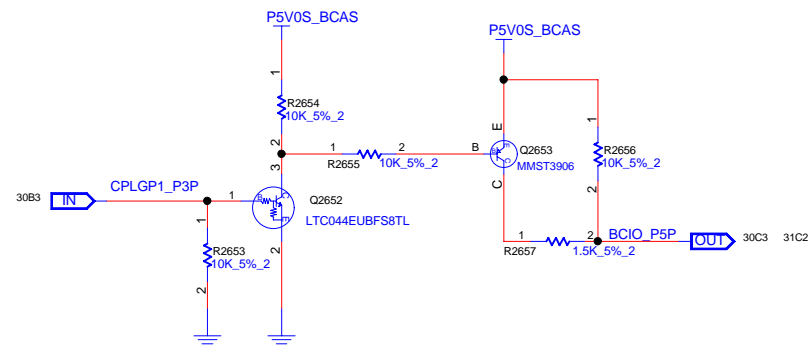 P5V0S_BCAS
P5V0S_BCAS
1
R2654
10K_5%_2
2
1
R2655
2
10K_5%_2
B
E
Q2653
MMST3906
C
1
R2656
10K_5%_2
2
30B3
IN
CPLGP1_P3P
1
3
B
C
E
Q2652
LTC044EUBFS8TL
2
1
R2653
10K_5%_2
2
1
R2657
2
1.5K_5%_2
BCIO_P5P
OUT
30C3
31C2